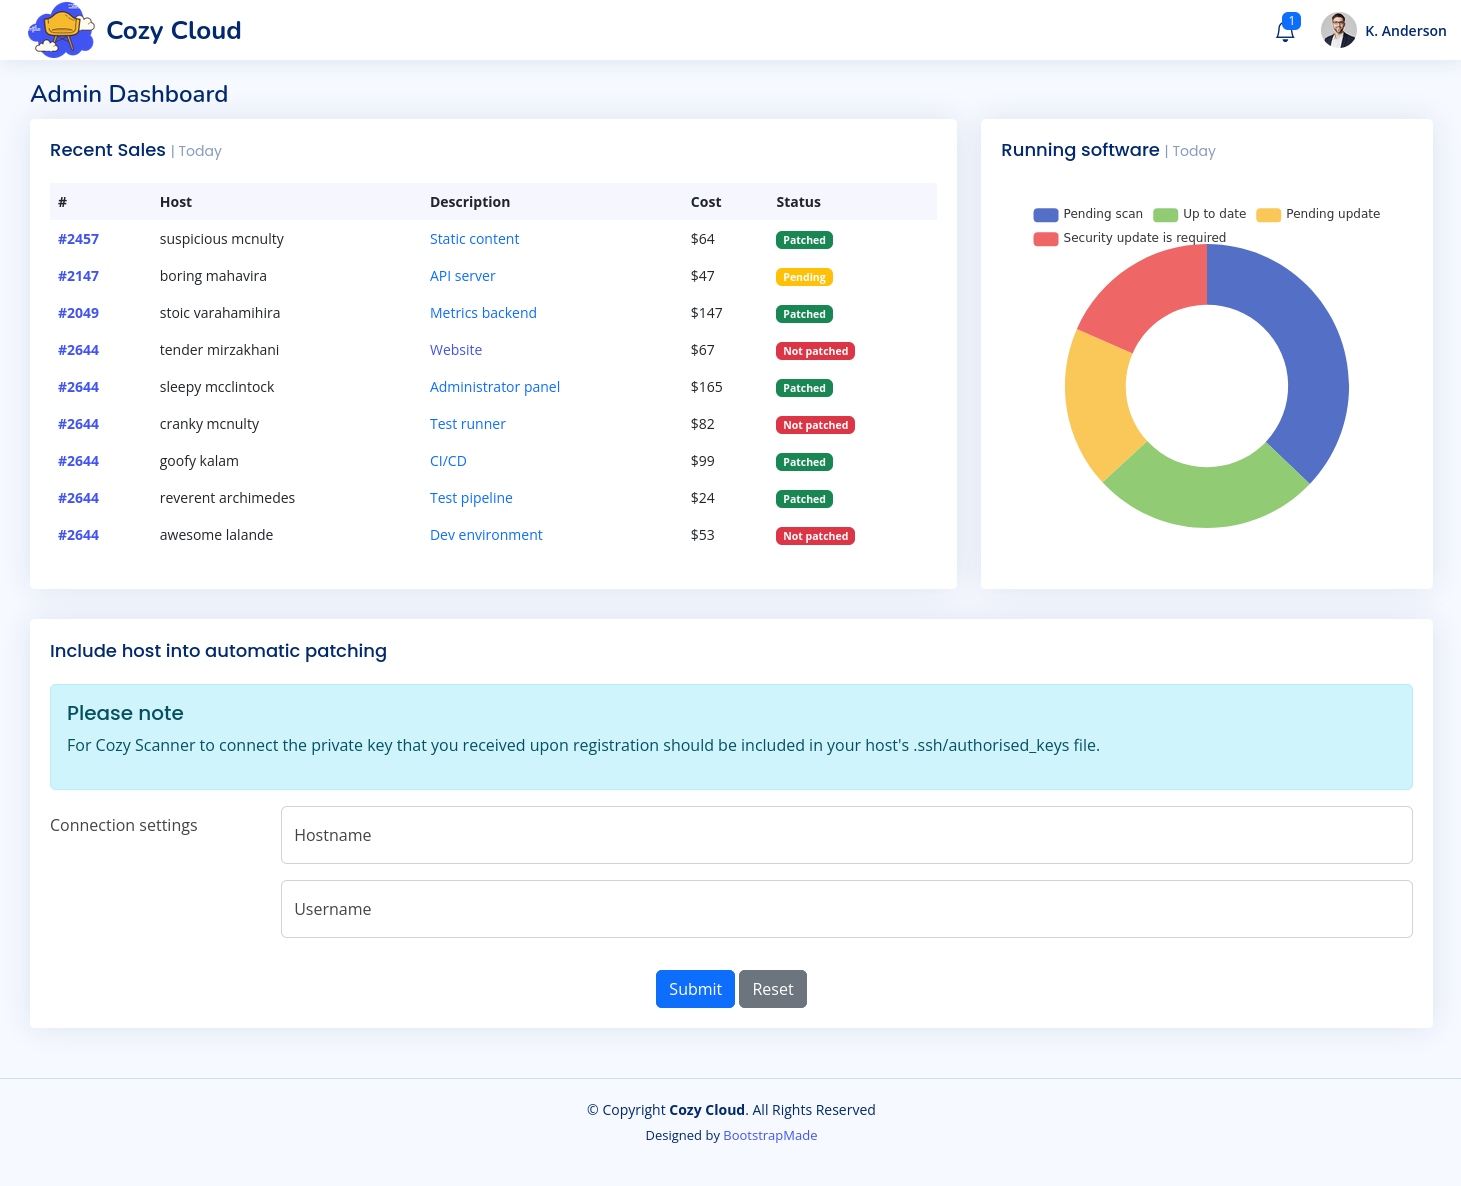 Cozy Cloud
1
K. Anderson
Admin Dashboard
Recent Sales | Today
# Host Description Cost Status
#2457 suspicious mcnulty Static content $64 Patched
#2147 boring mahavira API server $47 Pending
#2049 stoic varahamihira Metrics backend $147 Patched
#2644 tender mirzakhani Website $67 Not patched
#2644 sleepy mcclintock Administrator panel $165 Patched
#2644 cranky mcnulty Test runner $82 Not patched
#2644 goofy kalam CI/CD $99 Patched
#2644 reverent archimedes Test pipeline $24 Patched
#2644 awesome lalande Dev environment $53 Not patched
Running software | Today
Pending scan Up to date Pending update
Security update is required
Include host into automatic patching
Please note
For Cozy Scanner to connect the private key that you received upon registration should be included in your host's .ssh/authorised_keys file.
Connection settings
Hostname
Username
Submit Reset
© Copyright Cozy Cloud. All Rights Reserved
Designed by BootstrapMade